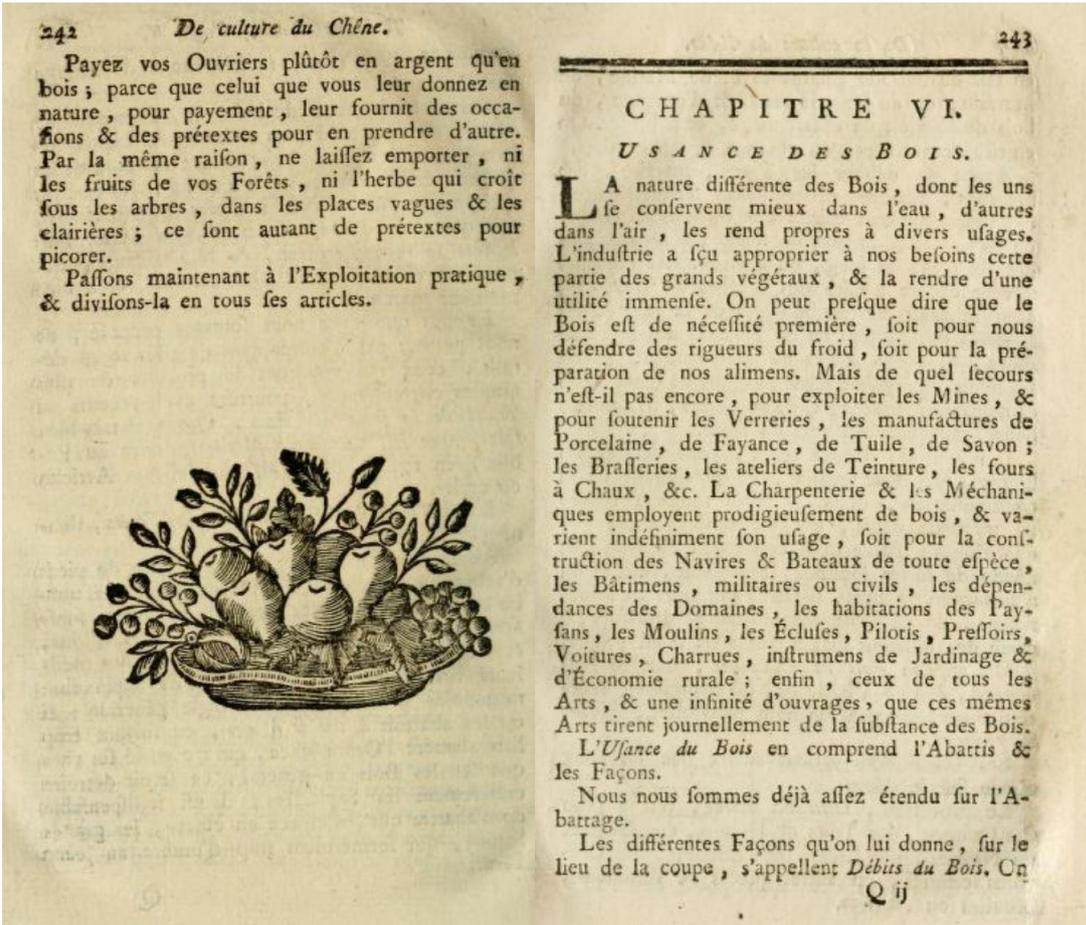 242 De culture du Chêne.
Payez vos Ouvriers plûtôt en argent qu'en
bois ; parce que celui que vous leur donnez en
nature , pour payement , leur fournit des occa-
ſions & des prétextes pour en prendre d'autre.
Par la même raiſon , ne laiſſez emporter , ni
les fruits de vos Forêts , ni l'herbe qui croît
ſous les arbres , dans les places vagues & les
clairières ; ce ſont autant de prétextes pour
picorer.
Paſſons maintenant à l'Exploitation pratique ,
& diviſons-la en tous ſes articles.
243
CHAPITRE VI.
USANCE DES BOIS.
LA nature différente des Bois , dont les uns
ſe conſervent mieux dans l'eau , d'autres
dans l'air , les rend propres à divers uſages.
L'induſtrie a ſçu approprier à nos beſoins cette
partie des grands végétaux , & la rendre d'une
utilité immenſe. On peut preſque dire que le
Bois eſt de néceſſité première , ſoit pour nous
défendre des rigueurs du froid , ſoit pour la pré-
paration de nos alimens. Mais de quel ſecours
n'eſt-il pas encore , pour exploiter les Mines , &
pour ſoutenir les Verreries , les manufactures de
Porcelaine , de Fayance , de Tuile , de Savon ;
les Braſſeries , les ateliers de Teinture , les fours
à Chaux , &c. La Charpenterie & les Méchani-
ques employent prodigieuſement de bois , & va-
rient indéfiniment ſon uſage , ſoit pour la conſ-
truction des Navires & Bateaux de toute eſpèce ,
les Bâtimens , militaires ou civils , les dépen-
dances des Domaines , les habitations des Pay-
ſans , les Moulins , les Écluſes , Pilotis , Preſſoirs ,
Voitures , Charrues , inſtrumens de Jardinage &
d'Économie rurale ; enfin , ceux de tous les
Arts , & une infinité d'ouvrages , que ces mêmes
Arts tirent journellement de la ſubſtance des Bois.
L'Uſance du Bois en comprend l'Abattis &
les Façons.
Nous nous ſommes déjà aſſez étendu ſur l'A-
battage.
Les différentes Façons qu'on lui donne , ſur le
lieu de la coupe , s'appellent Débits du Bois. On
Q ij